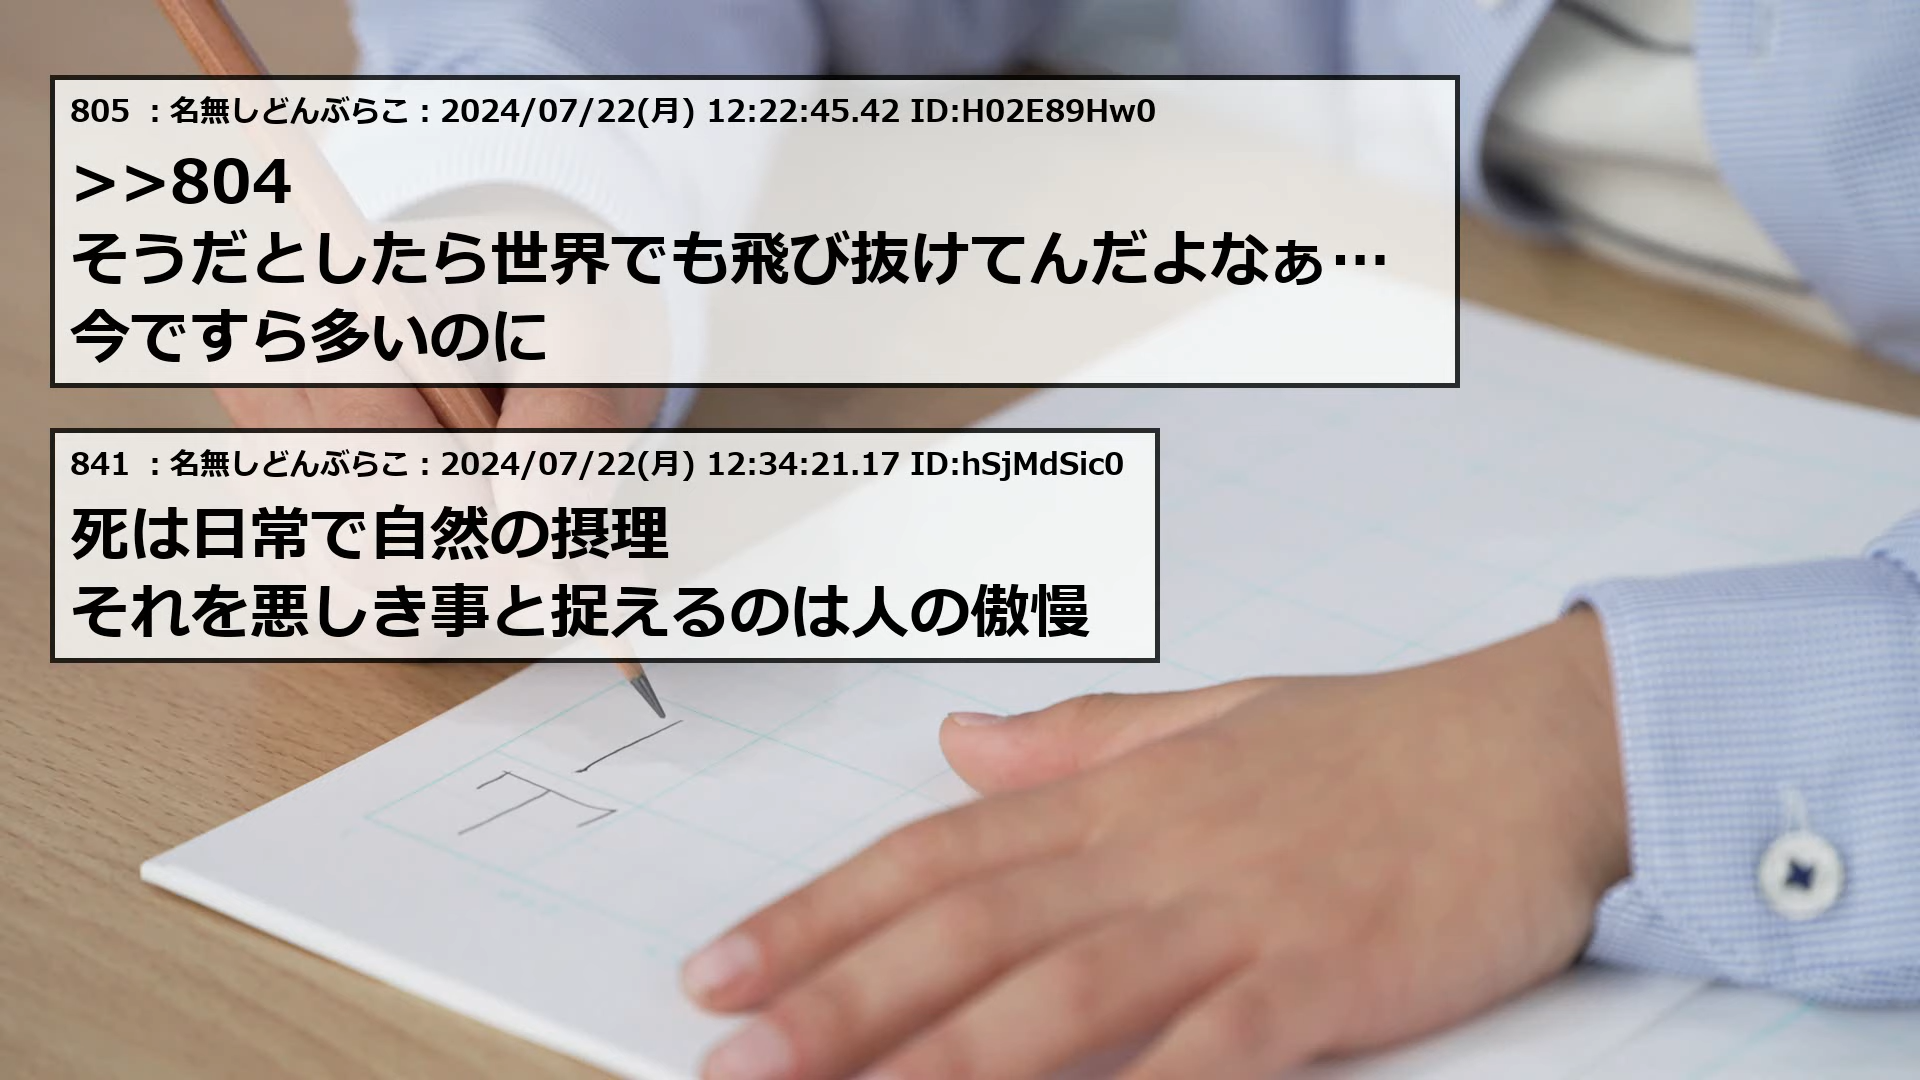 805 ：名無しどんぶらこ：2024/07/22(月) 12:22:45.42 ID:H02E89Hw0
>>804
そうだとしたら世界でも飛び抜けてんだよなぁ…
今ですら多いのに
841 ：名無しどんぶらこ：2024/07/22(月) 12:34:21.17 ID:hSjMdSic0
死は日常で自然の摂理
それを悪しき事と捉えるのは人の傲慢